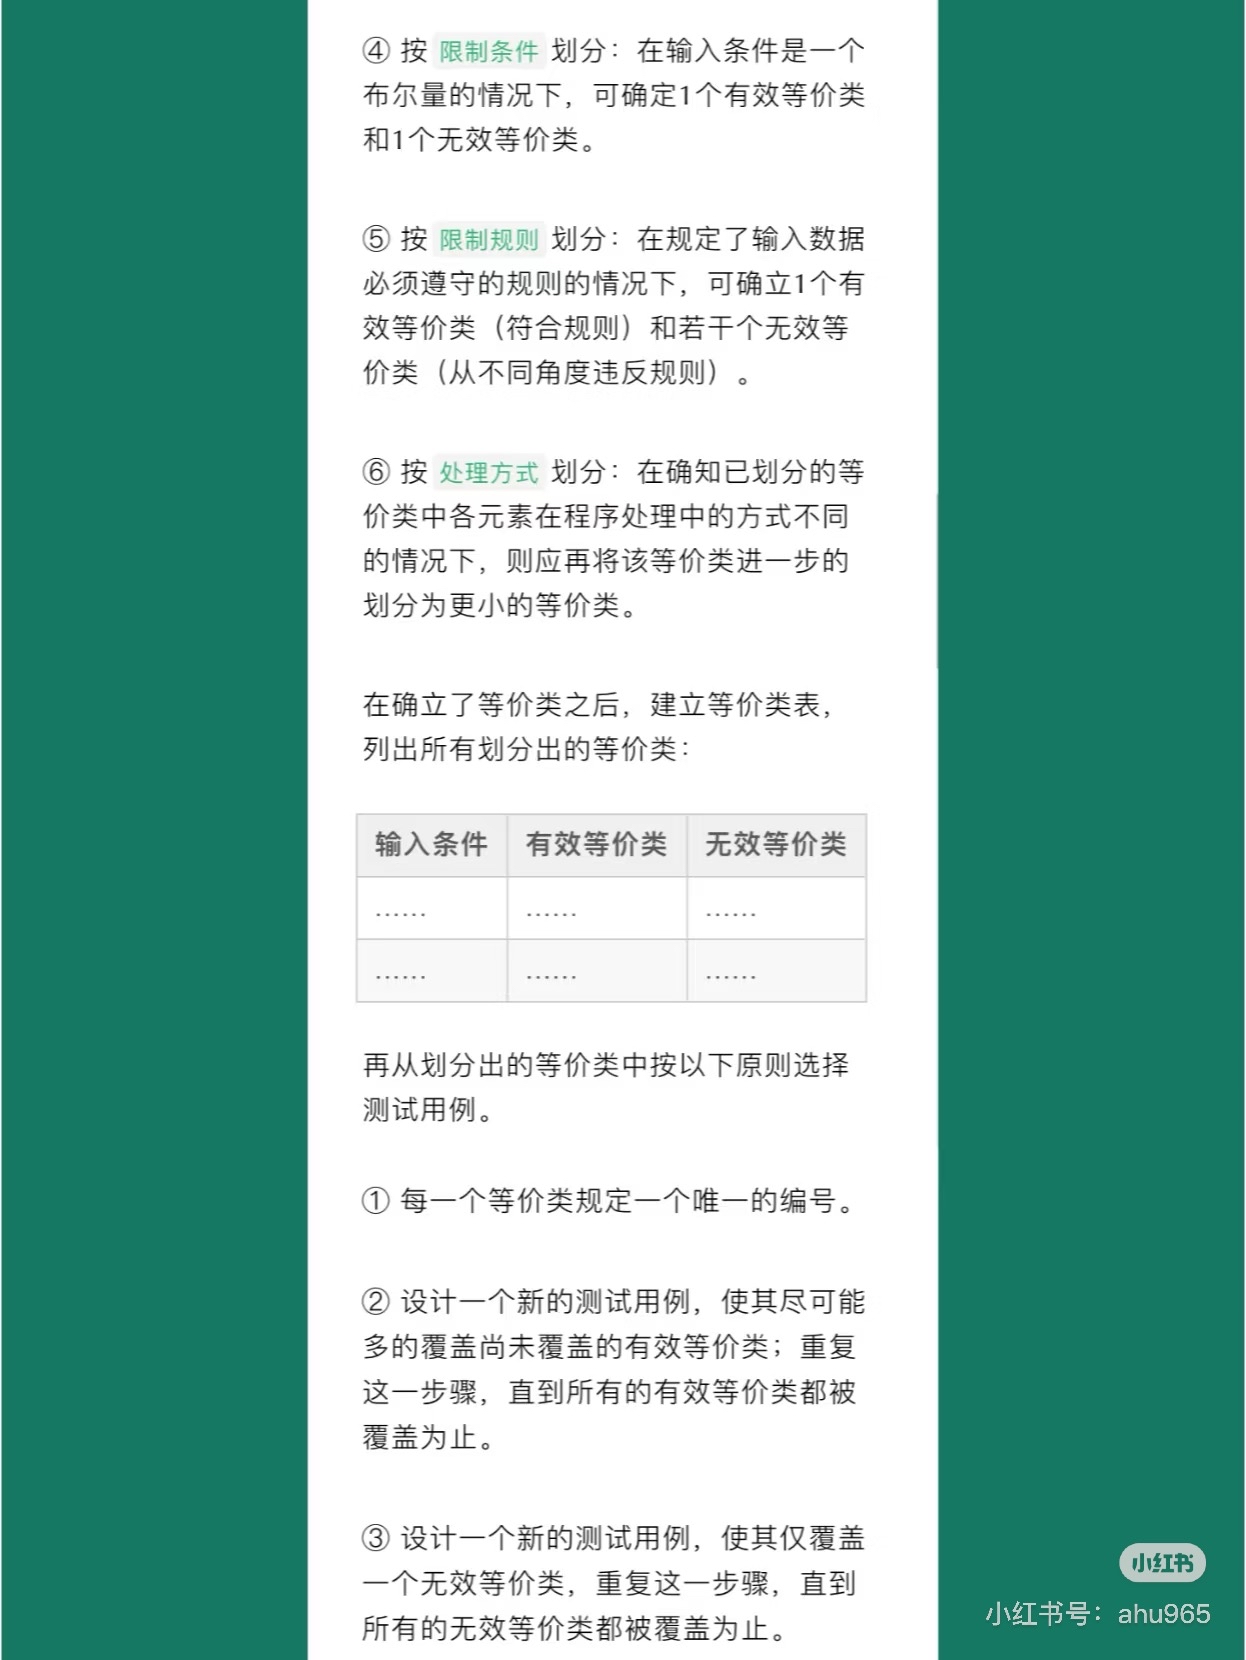 ④ 按 限制条件 划分：在输入条件是一个
布尔量的情况下，可确定1个有效等价类
和1个无效等价类。
⑤ 按 限制规则 划分：在规定了输入数据
必须遵守的规则的情况下，可确立1个有
效等价类（符合规则）和若干个无效等
价类（从不同角度违反规则）。
⑥ 按 处理方式 划分：在确知已划分的等
价类中各元素在程序处理中的方式不同
的情况下，则应再将该等价类进一步的
划分为更小的等价类。
在确立了等价类之后，建立等价类表，
列出所有划分出的等价类：
输入条件 有效等价类 无效等价类
...... ...... ......
...... ...... ......
再从划分出的等价类中按以下原则选择
测试用例。
① 每一个等价类规定一个唯一的编号。
② 设计一个新的测试用例，使其尽可能
多的覆盖尚未覆盖的有效等价类；重复
这一步骤，直到所有的有效等价类都被
覆盖为止。
③ 设计一个新的测试用例，使其仅覆盖
一个无效等价类，重复这一步骤，直到
所有的无效等价类都被覆盖为止。
小红书
小红书号：ahu965